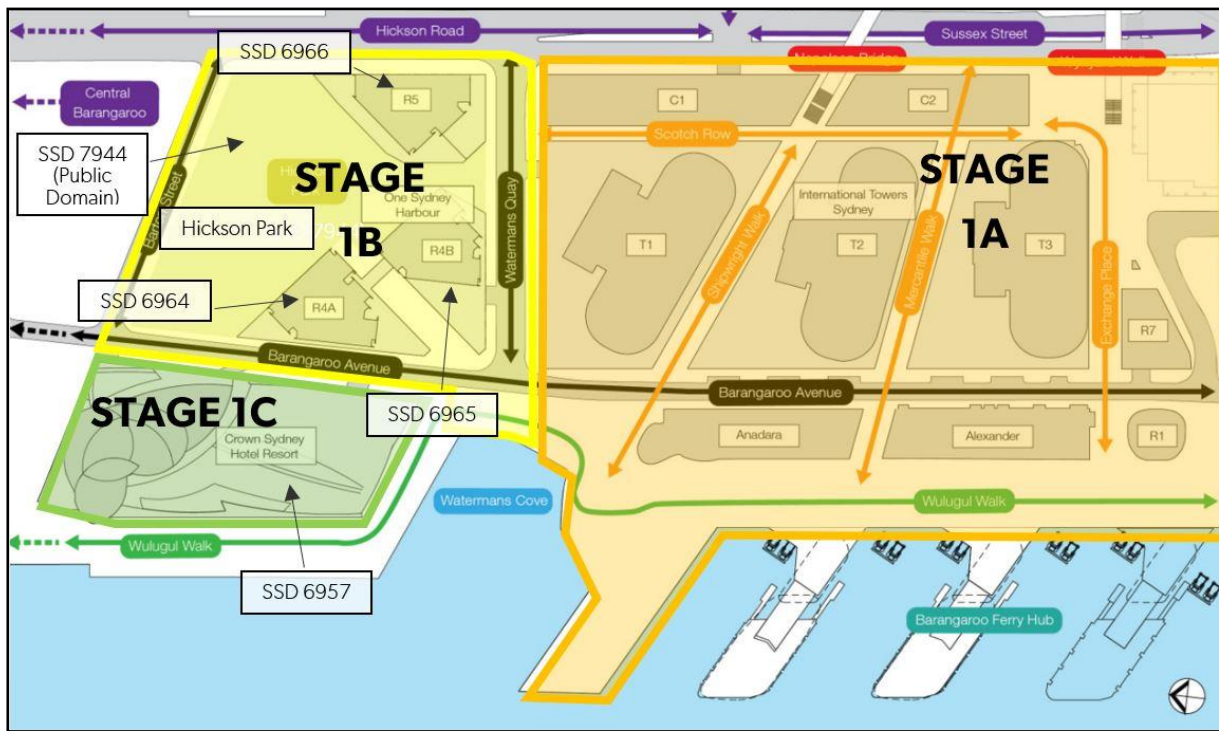 Hickson Road
Sussex Street
SSD 6966
Central
Barangaroo
R5
C1
C2
Scotch Row
SSD 7944
(Public
Domain)
STAGE
1B
One Sydney
Harbour
Watermans Quay
International Towers
Sydney
STAGE
1A
Hickson Park
R4B
T1
T2
T3
Shipwright Walk
Mercantile Walk
Exchange Place
SSD 6964
R4A
R7
Barangaroo Avenue
Barangaroo Avenue
STAGE 1C
SSD 6965
Crown Sydney
Hotel Resort
Anadara
Alexander
R1
Watermans Cove
Wulugul Walk
Wulugul Walk
SSD 6957
Barangaroo Ferry Hub